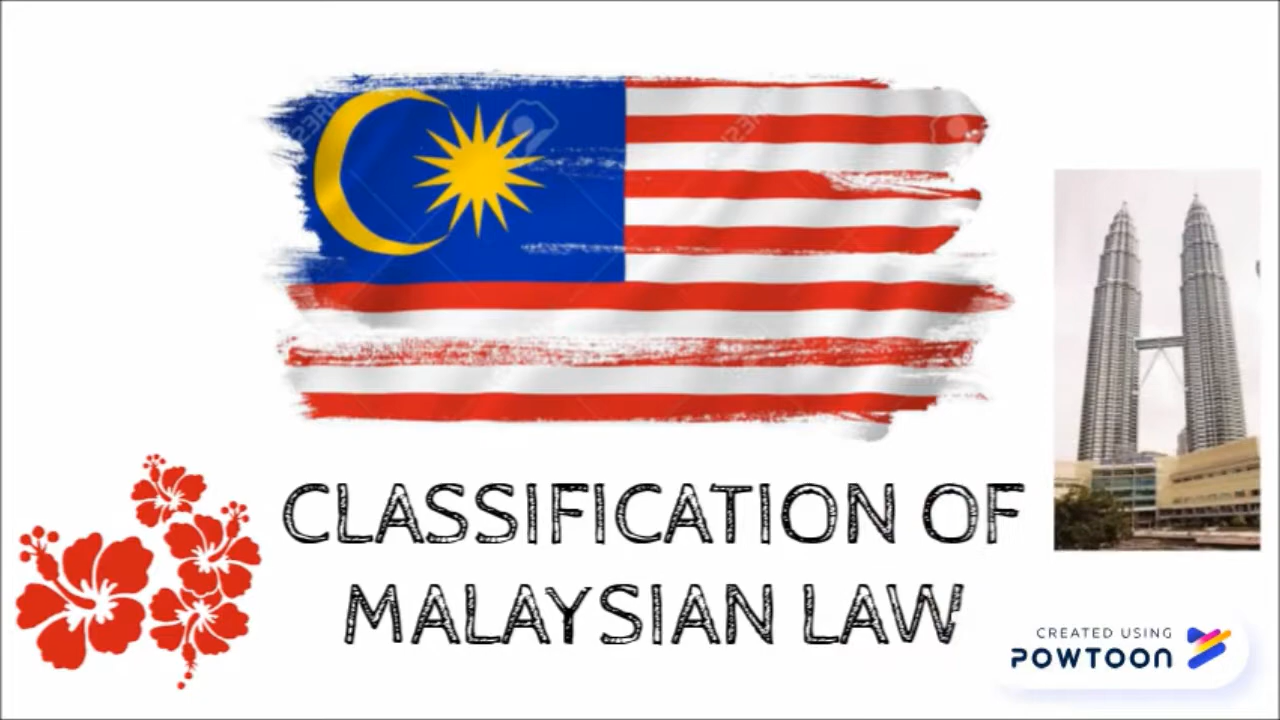 CLASSIFICATION OF
MALAYSIAN LAW
CREATED USING
POWTOON